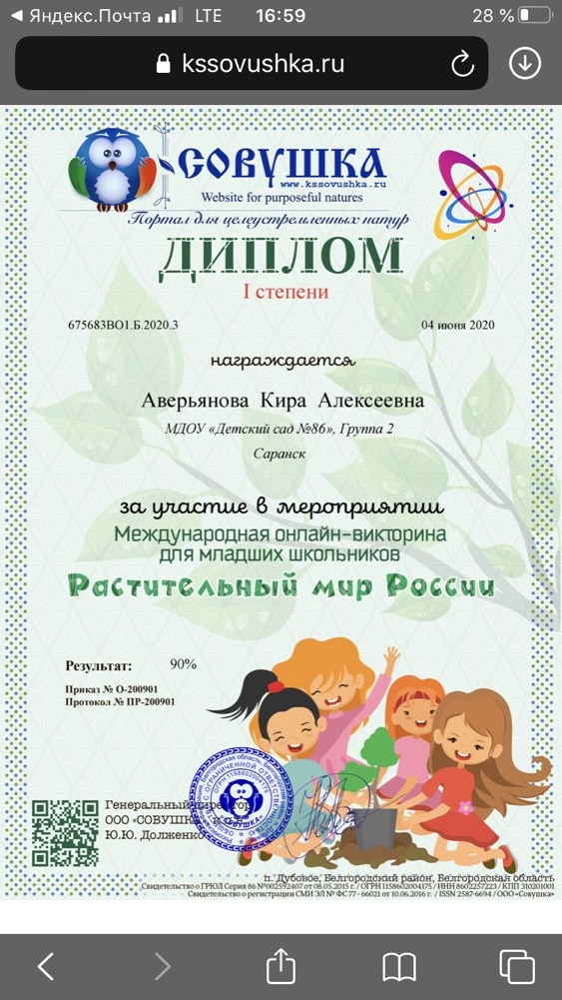 Яндекс.Почта LTE 16:59 28 %
kssovushka.ru
СОВУШКА
www.kssovushka.ru
Website for purposeful natures
Портал для целеустремленных натур
ДИПЛОМ
I степени
675683ВО1.Б.2020.3 04 июня 2020
награждается
Аверьянова Кира Алексеевна
МДОУ «Детский сад №86», Группа 2
Саранск
за участие в мероприятии
Международная онлайн-викторина
для младших школьников
Растительный мир России
Результат: 90%
Приказ № О-200901
Протокол № ПР-200901
Генеральный директор
ООО «СОВУШКА»
Ю.Ю. Долженко
п. Дубовое, Белгородский район, Белгородская область
Свидетельство о ГРЮЛ Серия 86 №002592407 от 08.05.2015 г. / ОГРН 1158602004175 / ИНН 8602257223 / КПП 310201001
Свидетельство о регистрации СМИ ЭЛ № ФС 77 - 66021 от 10.06.2016 г. / ISSN 2587-6694 / ООО «Совушка»